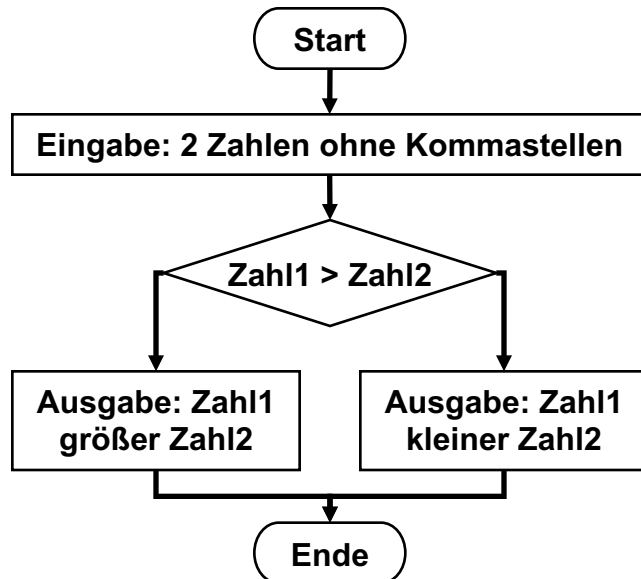 Start
Eingabe: 2 Zahlen ohne Kommastellen
Zahl1 > Zahl2
Ausgabe: Zahl1
größer Zahl2
Ausgabe: Zahl1
kleiner Zahl2
Ende